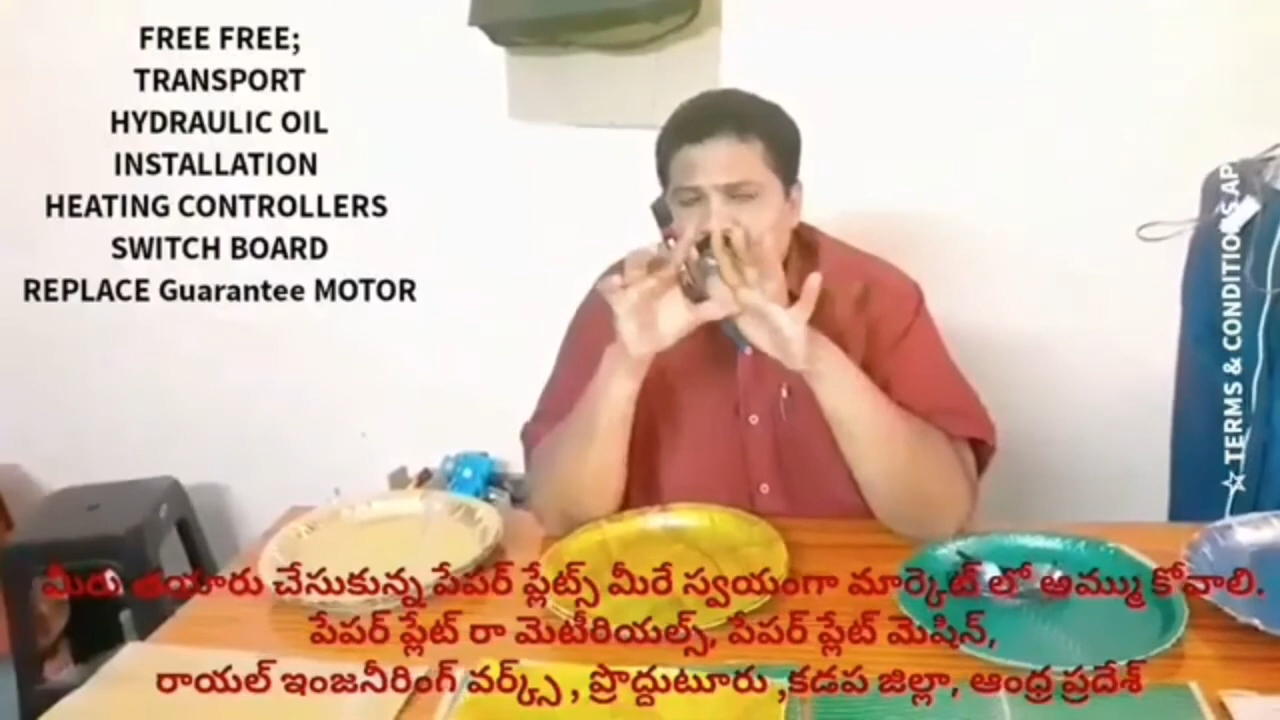 FREE FREE;
TRANSPORT
HYDRAULIC OIL
INSTALLATION
HEATING CONTROLLERS
SWITCH BOARD
REPLACE Guarantee MOTOR
☆ TERMS & CONDITIONS AP
మీరు తయారు చేసుకున్న పేపర్ ప్లేట్స్ మీరే స్వయంగా మార్కెట్ లో అమ్ము కోవాలి.
పేపర్ ప్లేట్ రా మెటీరియల్స్, పేపర్ ప్లేట్ మెషిన్,
రాయల్ ఇంజనీరింగ్ వర్క్స్ , ప్రొద్దుటూరు ,కడప జిల్లా, ఆంధ్ర ప్రదేశ్